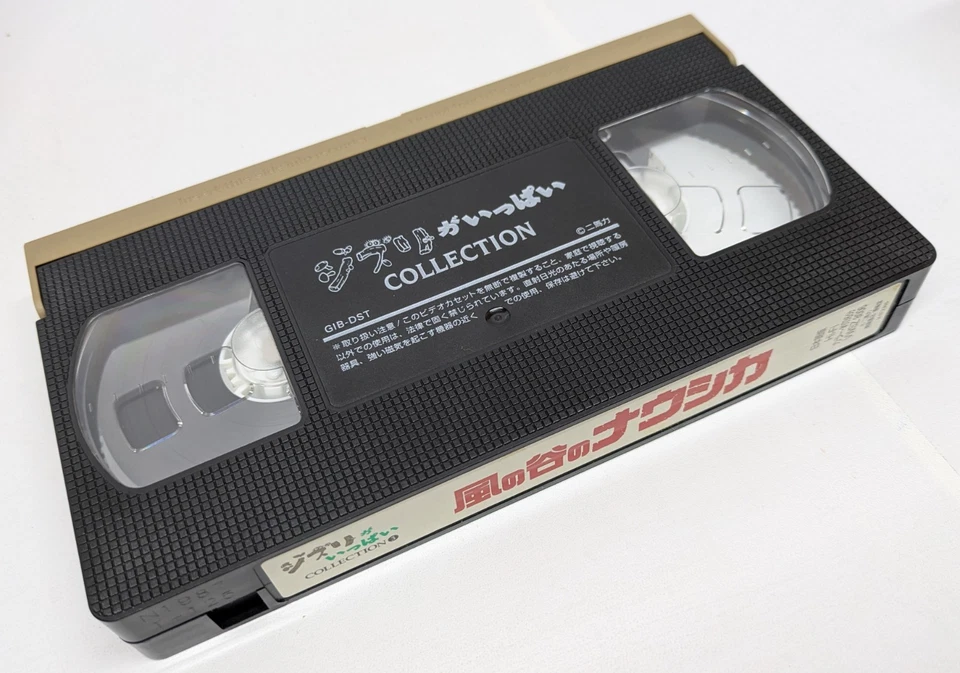 ジブリがいっぱい
COLLECTION
©二馬力
GIB-DST
※取り扱い注意/このビデオカセットを無断で複製すること、家庭で視聴する
以外での使用は、法律で固く禁じられています。直射日光のあたる場所や暖房
器具、強い磁気を起こす機器の近く での使用、保存は避けて下さい。
風の谷のナウシカ
ジブリが
いっぱい
COLLECTION